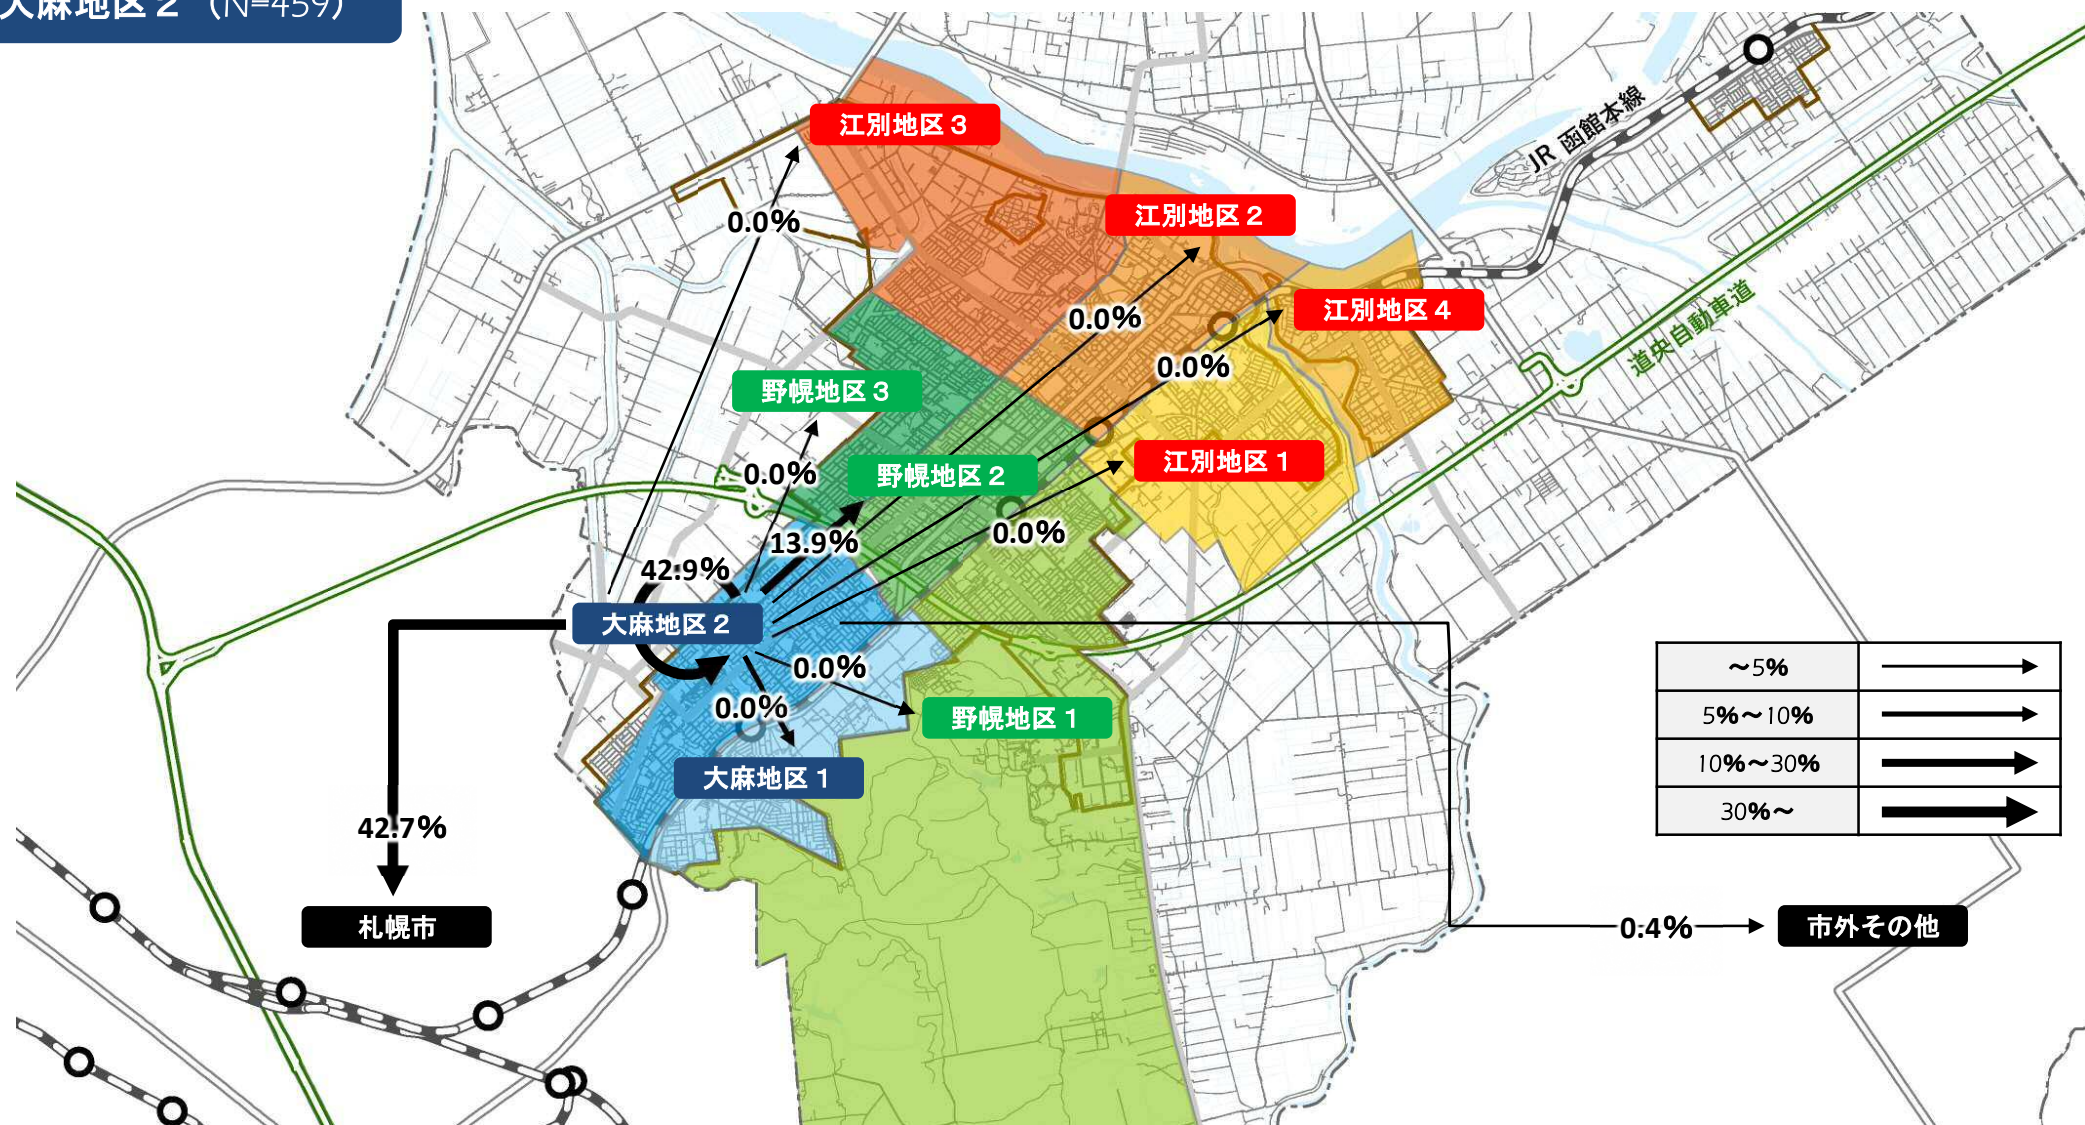 大麻地区２（N=459）
江別地区３
JR 函館本線
江別地区２
0.0%
江別地区４
0.0%
道央自動車道
0.0%
野幌地区３
江別地区１
0.0%
野幌地区２
0.0%
13.9%
42.9%
大麻地区２
0.0%
～5%
0.0%
野幌地区１
5%～10%
大麻地区１
10%～30%
30%～
42.7%
札幌市
0.4%
市外その他